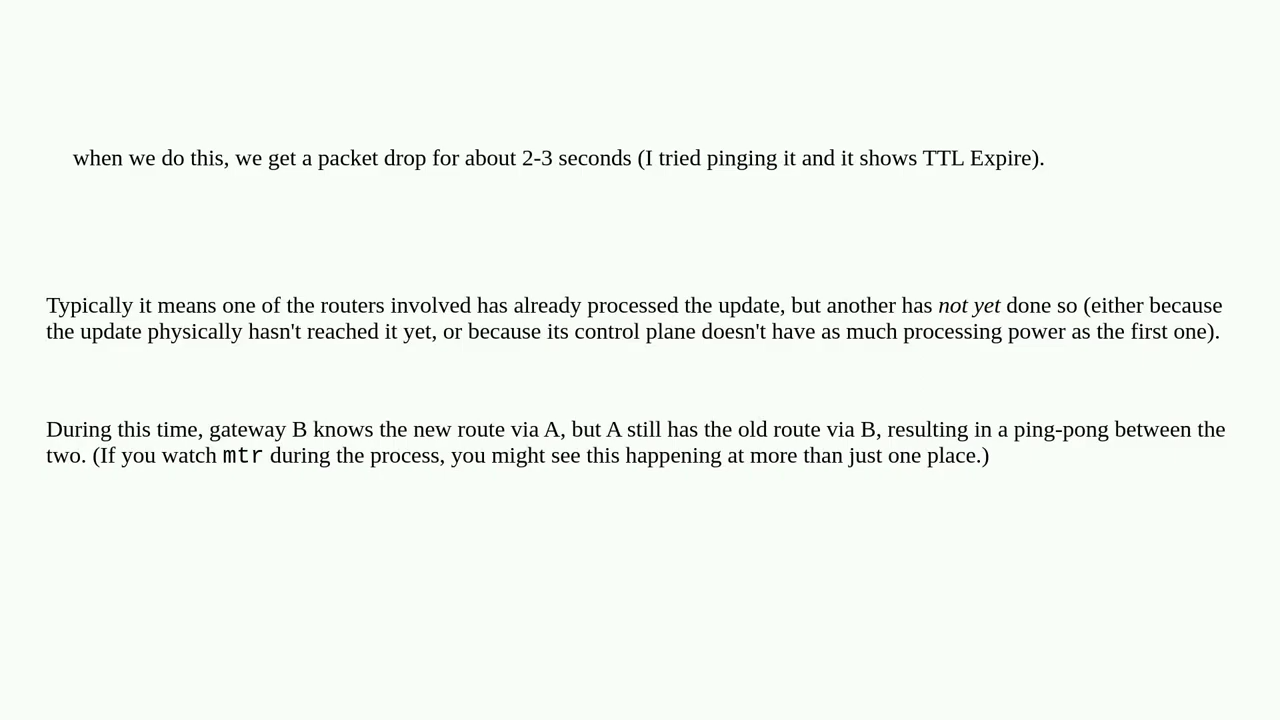 when we do this, we get a packet drop for about 2-3 seconds (I tried pinging it and it shows TTL Expire).
Typically it means one of the routers involved has already processed the update, but another has not yet done so (either because
the update physically hasn't reached it yet, or because its control plane doesn't have as much processing power as the first one).
During this time, gateway B knows the new route via A, but A still has the old route via B, resulting in a ping-pong between the
two. (If you watch mtr during the process, you might see this happening at more than just one place.)